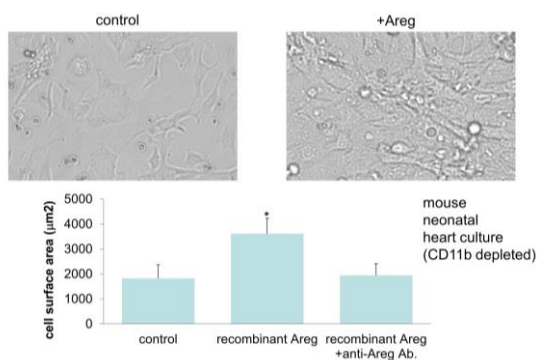 control
+Areg
cell surface area (μm2)
5000
4000
3000
2000
1000
0
*
control
recombinant Areg
recombinant Areg
+anti-Areg Ab.
mouse
neonatal
heart culture
(CD11b depleted)